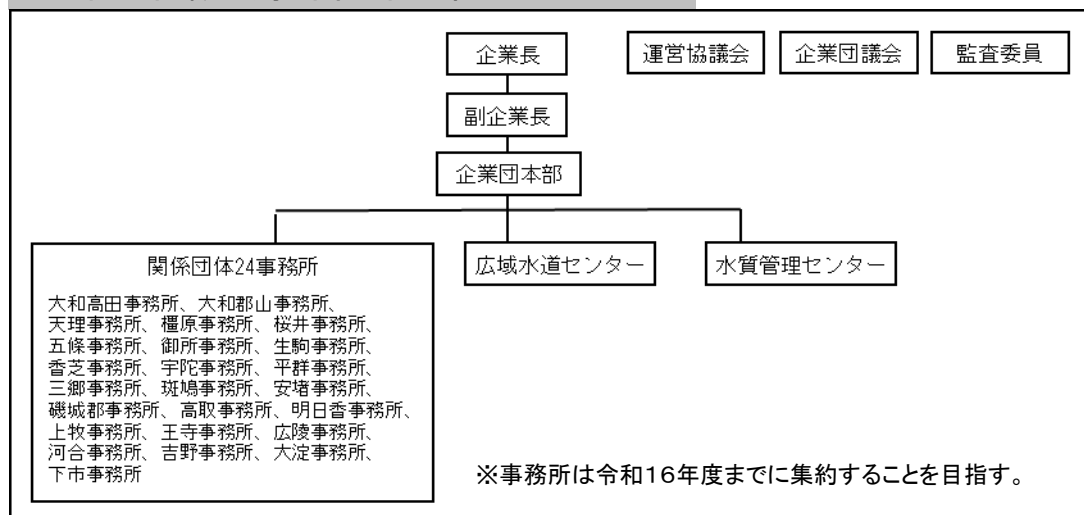 企業長
運営協議会
企業団議会
監査委員
副企業長
企業団本部
関係団体24事務所
大和高田事務所、大和郡山事務所、
天理事務所、橿原事務所、桜井事務所、
五條事務所、御所事務所、生駒事務所、
香芝事務所、宇陀事務所、平群事務所、
三郷事務所、斑鳩事務所、安堵事務所、
磯城郡事務所、高取事務所、明日香事務所、
上牧事務所、王寺事務所、広陵事務所、
河合事務所、吉野事務所、大淀事務所、
下市事務所
広域水道センター
水質管理センター
※事務所は令和16年度までに集約することを目指す。